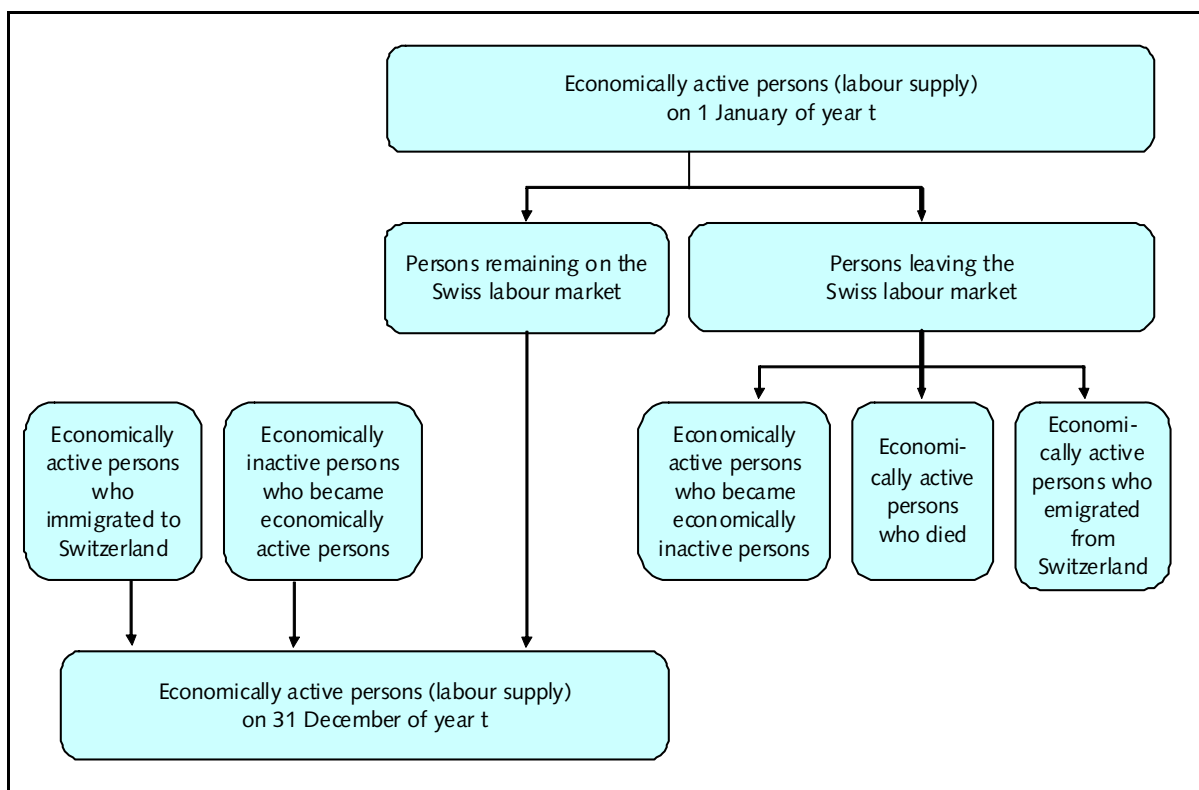 Economically active persons (labour supply)
on 1 January of year t
Persons remaining on the
Swiss labour market
Persons leaving the
Swiss labour market
Economically
active persons
who
immigrated to
Switzerland
Economically
inactive persons
who became
economically
active persons
Economically
active persons
who became
economically
inactive persons
Economi-
cally active
persons
who died
Economi-
cally active
persons who
emigrated
from
Switzerland
Economically active persons (labour supply)
on 31 December of year t